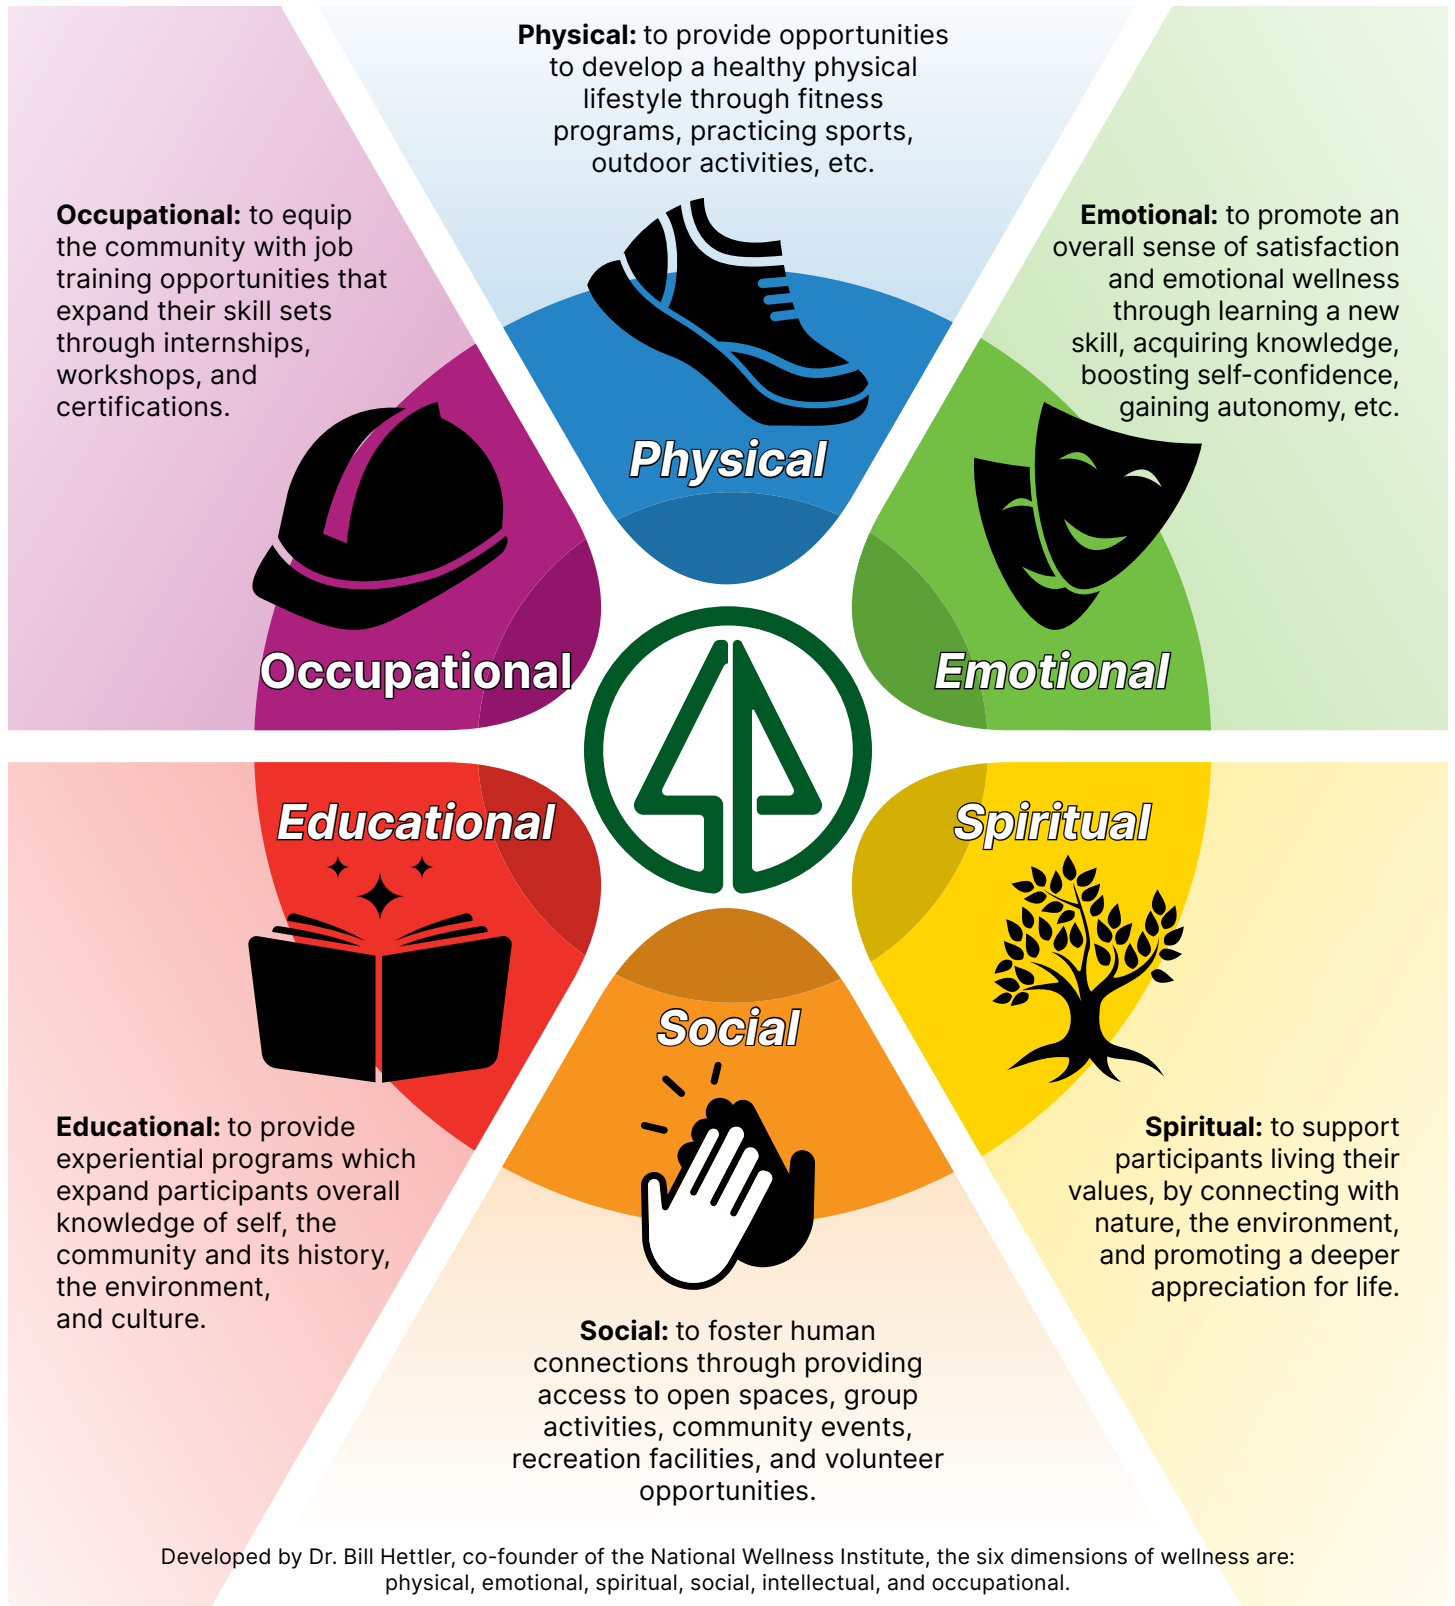 Physical: to provide opportunities
to develop a healthy physical
lifestyle through fitness
programs, practicing sports,
outdoor activities, etc.
Occupational: to equip
the community with job
training opportunities that
expand their skill sets
through internships,
workshops, and
certifications.
Emotional: to promote an
overall sense of satisfaction
and emotional wellness
through learning a new
skill, acquiring knowledge,
boosting self-confidence,
gaining autonomy, etc.
Physical
Occupational
Emotional
Educational
Spiritual
Social
Educational: to provide
experiential programs which
expand participants overall
knowledge of self, the
community and its history,
the environment,
and culture.
Spiritual: to support
participants living their
values, by connecting with
nature, the environment,
and promoting a deeper
appreciation for life.
Social: to foster human
connections through providing
access to open spaces, group
activities, community events,
recreation facilities, and volunteer
opportunities.
Developed by Dr. Bill Hettler, co-founder of the National Wellness Institute, the six dimensions of wellness are:
physical, emotional, spiritual, social, intellectual, and occupational.